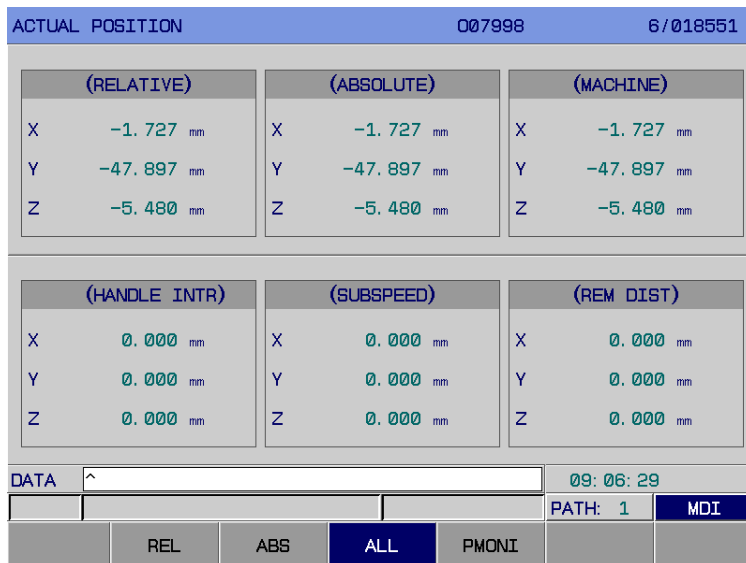 ACTUAL POSITION O07998 6/018551
(RELATIVE) (ABSOLUTE) (MACHINE)
X -1.727 mm X -1.727 mm X -1.727 mm
Y -47.897 mm Y -47.897 mm Y -47.897 mm
Z -5.480 mm Z -5.480 mm Z -5.480 mm
(HANDLE INTR) (SUBSPEED) (REM DIST)
X 0.000 mm X 0.000 mm X 0.000 mm
Y 0.000 mm Y 0.000 mm Y 0.000 mm
Z 0.000 mm Z 0.000 mm Z 0.000 mm
DATA ^ 09:06:29
PATH: 1 MDI
REL ABS ALL PMONI